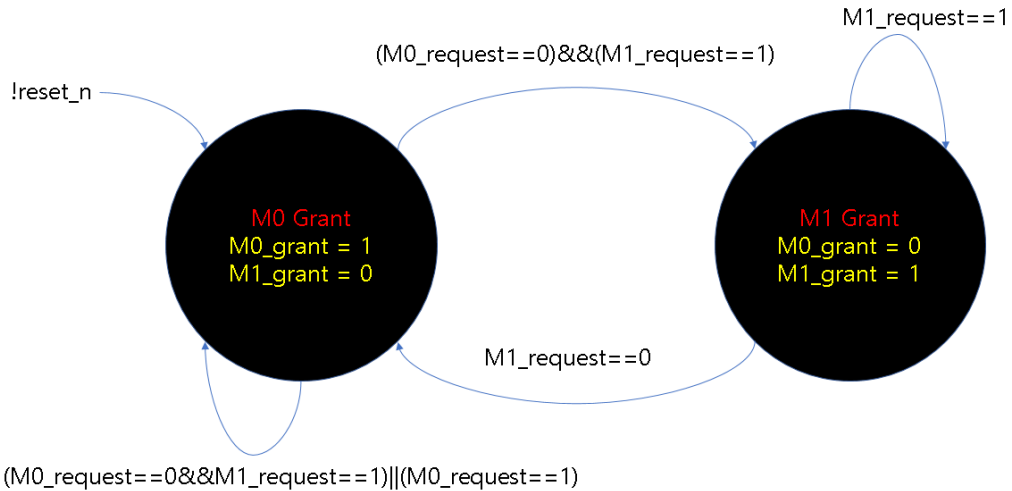 M1_request==1
(M0_request==0)&&(M1_request==1)
!reset_n
M0 Grant
M0_grant = 1
M1_grant = 0
M1 Grant
M0_grant = 0
M1_grant = 1
M1_request==0
(M0_request==0&&M1_request==1)||(M0_request==1)